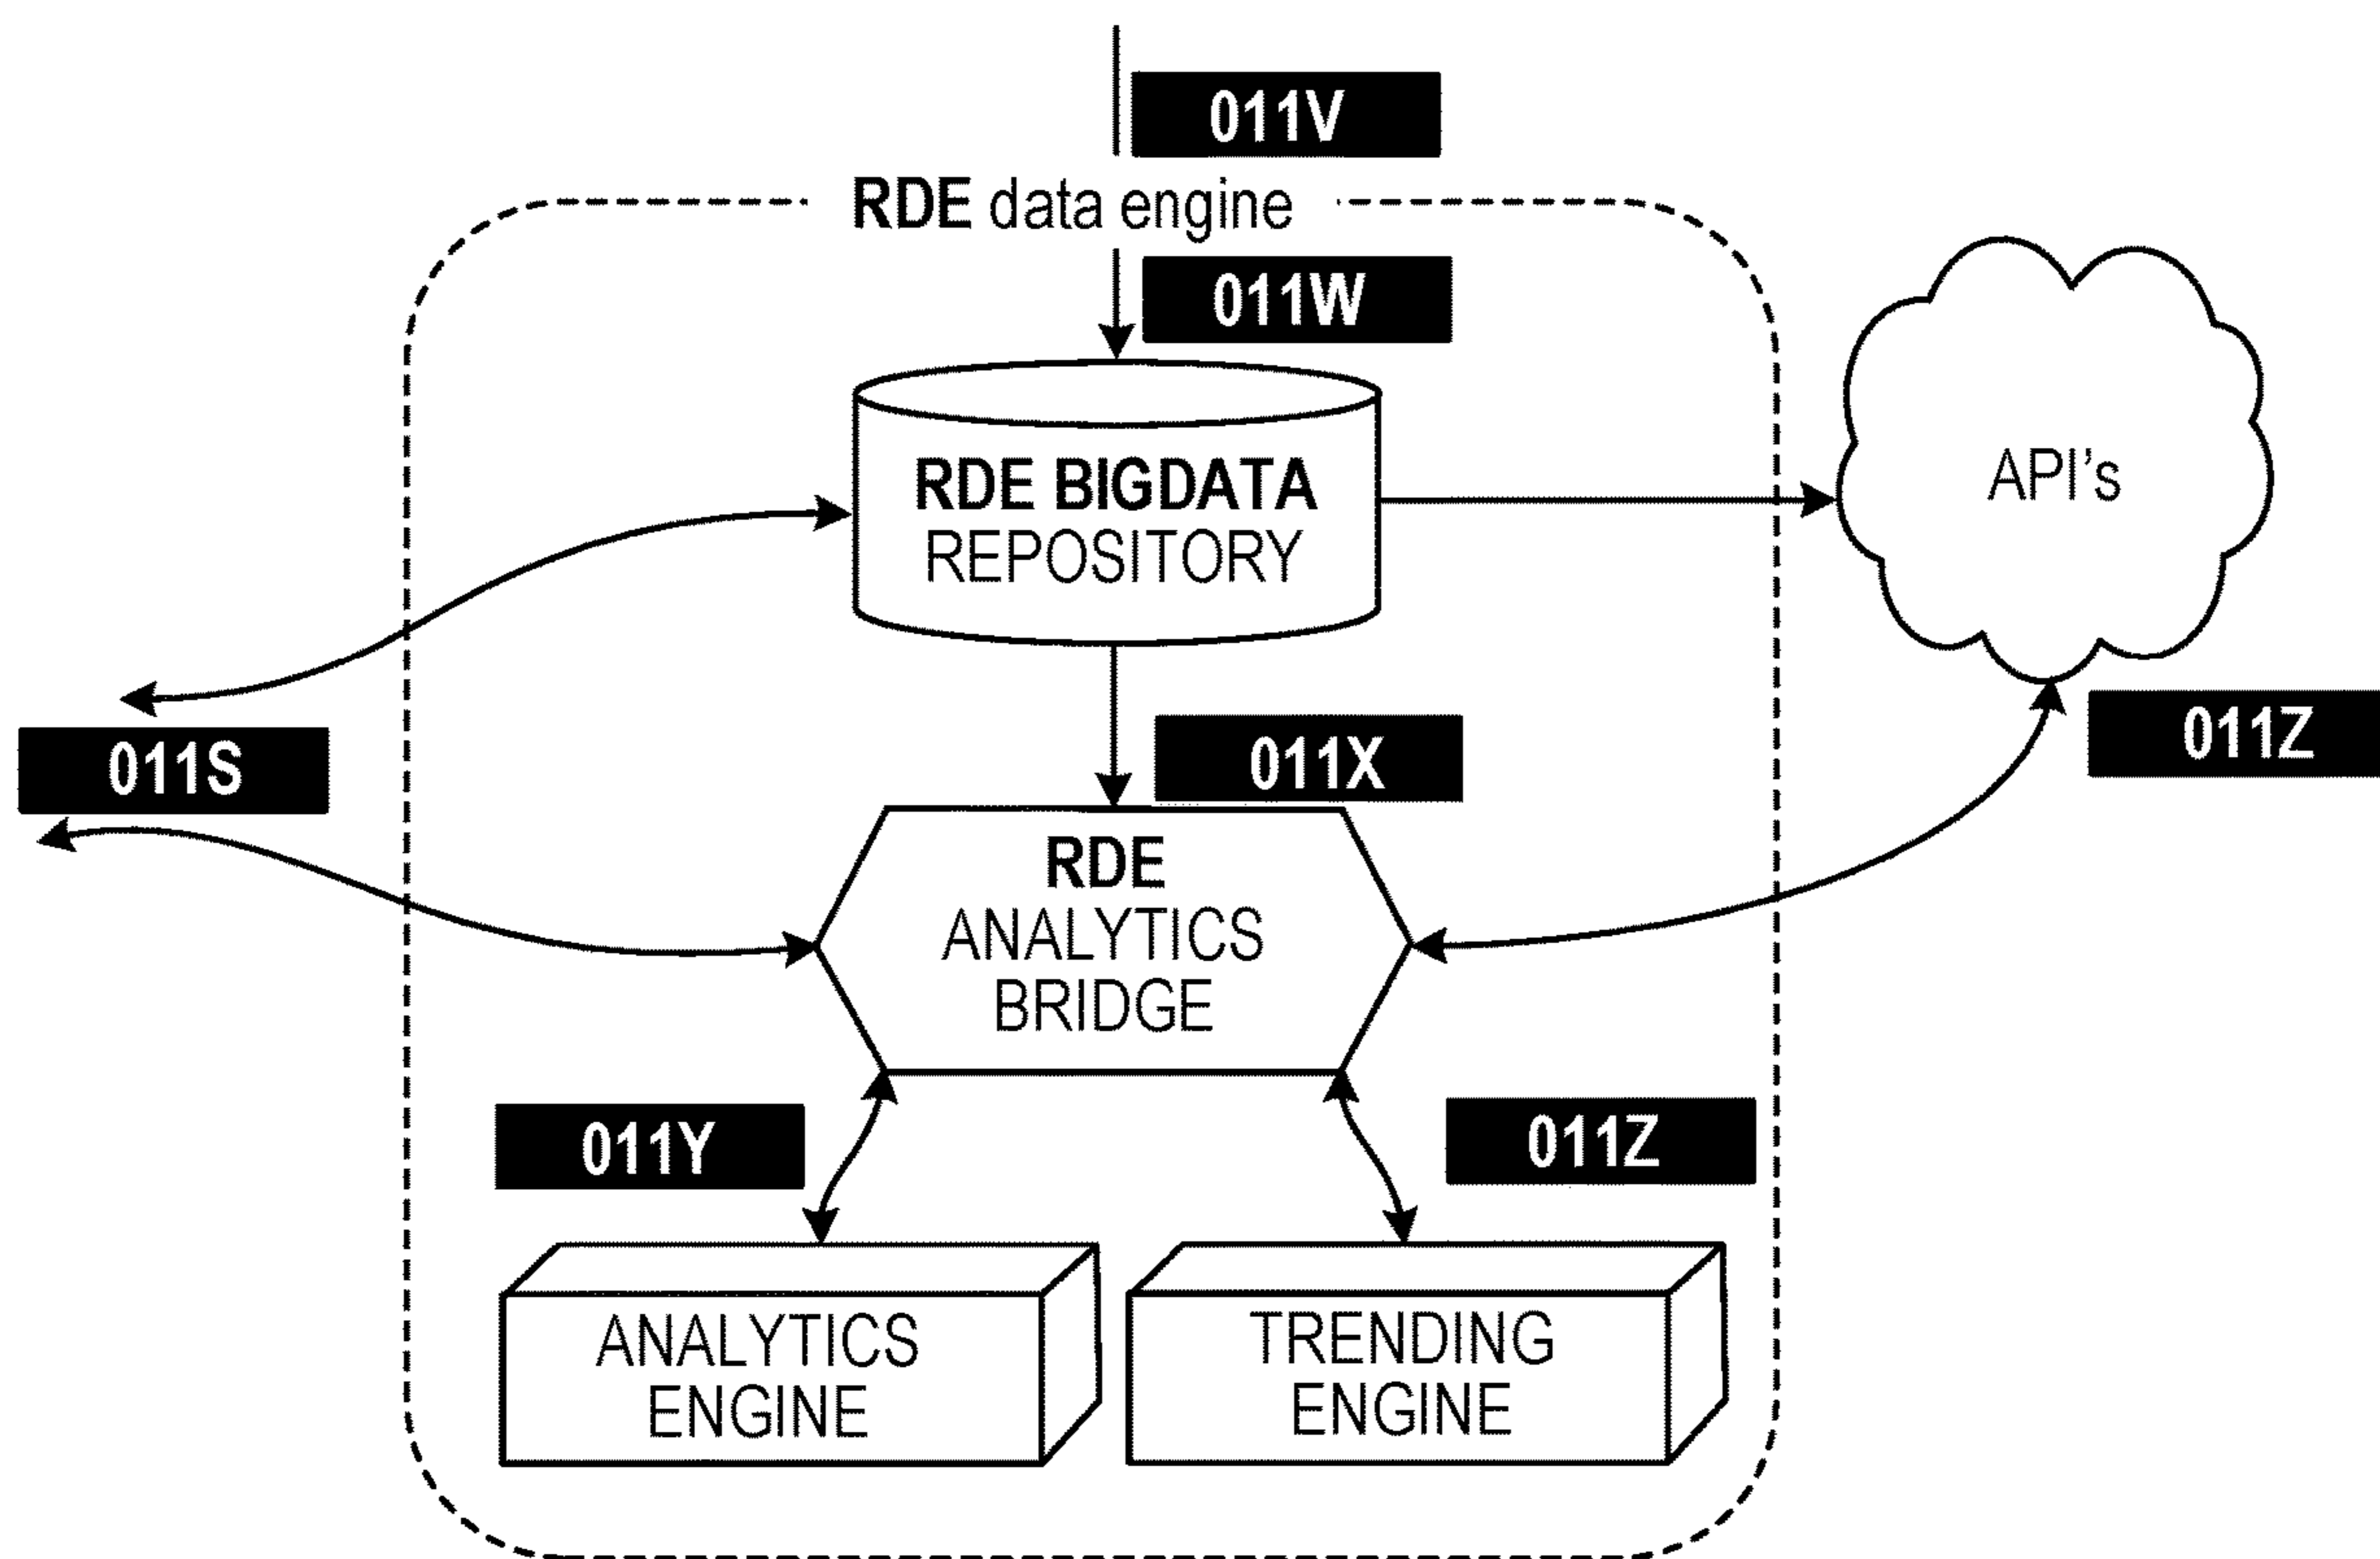 011V
RDE data engine
011W
RDE BIGDATA
REPOSITORY
API's
011S
011X
011Z
RDE
ANALYTICS
BRIDGE
011Y
011Z
ANALYTICS
ENGINE
TRENDING
ENGINE